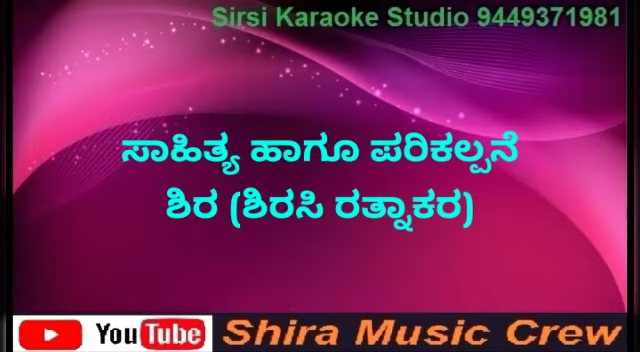 Sirsi Karaoke Studio 9449371981
ಸಾಹಿತ್ಯ ಹಾಗೂ ಪರಿಕಲ್ಪನೆ
ಶಿರ (ಶಿರಸಿ ರತ್ನಾಕರ)
YouTube Shira Music Crew